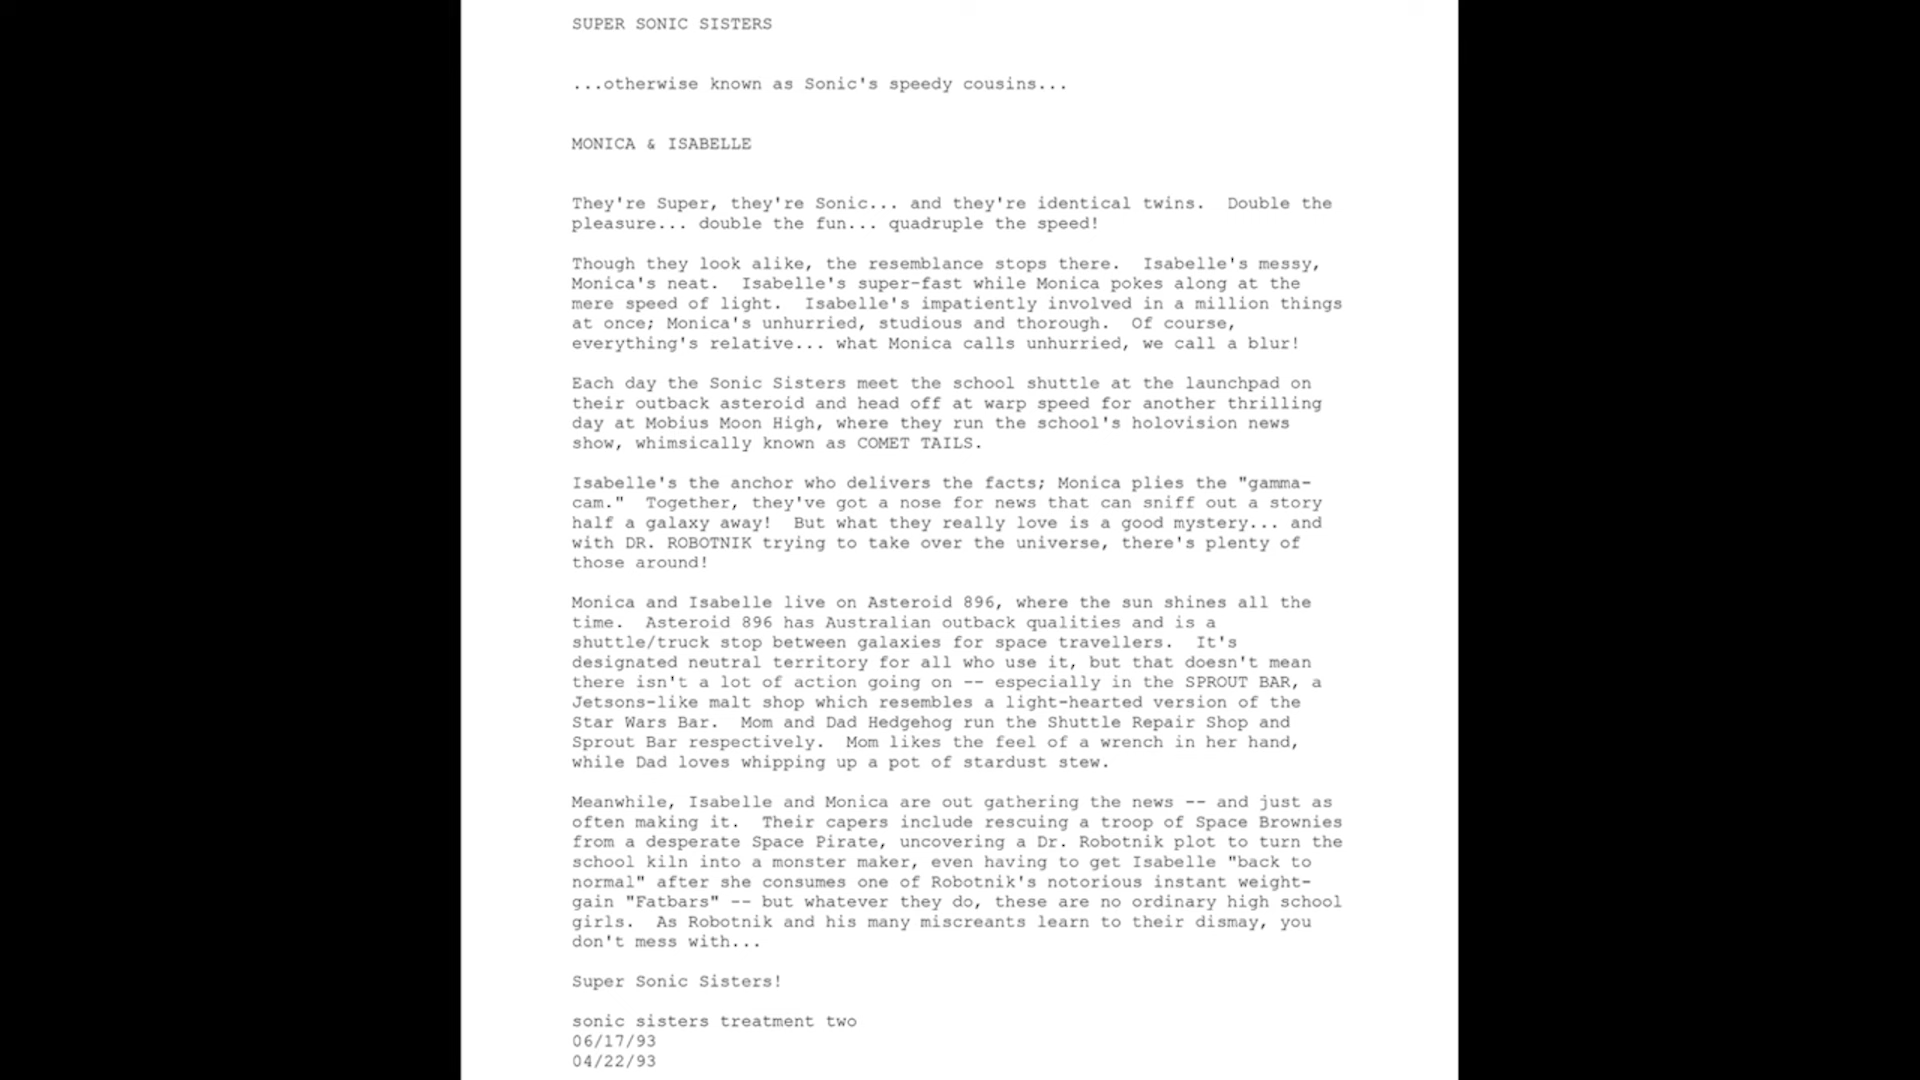 SUPER SONIC SISTERS
...otherwise known as Sonic's speedy cousins...
MONICA & ISABELLE
They're Super, they're Sonic... and they're identical twins.  Double the
pleasure... double the fun... quadruple the speed!
Though they look alike, the resemblance stops there.  Isabelle's messy,
Monica's neat.  Isabelle's super-fast while Monica pokes along at the
mere speed of light.  Isabelle's impatiently involved in a million things
at once; Monica's unhurried, studious and thorough.  Of course,
everything's relative... what Monica calls unhurried, we call a blur!
Each day the Sonic Sisters meet the school shuttle at the launchpad on
their outback asteroid and head off at warp speed for another thrilling
day at Mobius Moon High, where they run the school's holovision news
show, whimsically known as COMET TAILS.
Isabelle's the anchor who delivers the facts; Monica plies the "gamma-
cam."  Together, they've got a nose for news that can sniff out a story
half a galaxy away!  But what they really love is a good mystery... and
with DR. ROBOTNIK trying to take over the universe, there's plenty of
those around!
Monica and Isabelle live on Asteroid 896, where the sun shines all the
time.  Asteroid 896 has Australian outback qualities and is a
shuttle/truck stop between galaxies for space travellers.  It's
designated neutral territory for all who use it, but that doesn't mean
there isn't a lot of action going on -- especially in the SPROUT BAR, a
Jetsons-like malt shop which resembles a light-hearted version of the
Star Wars Bar.  Mom and Dad Hedgehog run the Shuttle Repair Shop and
Sprout Bar respectively.  Mom likes the feel of a wrench in her hand,
while Dad loves whipping up a pot of stardust stew.
Meanwhile, Isabelle and Monica are out gathering the news -- and just as
often making it.  Their capers include rescuing a troop of Space Brownies
from a desperate Space Pirate, uncovering a Dr. Robotnik plot to turn the
school kiln into a monster maker, even having to get Isabelle "back to
normal" after she consumes one of Robotnik's notorious instant weight-
gain "Fatbars" -- but whatever they do, these are no ordinary high school
girls.  As Robotnik and his many miscreants learn to their dismay, you
don't mess with...
Super Sonic Sisters!
sonic sisters treatment two
06/17/93
04/22/93